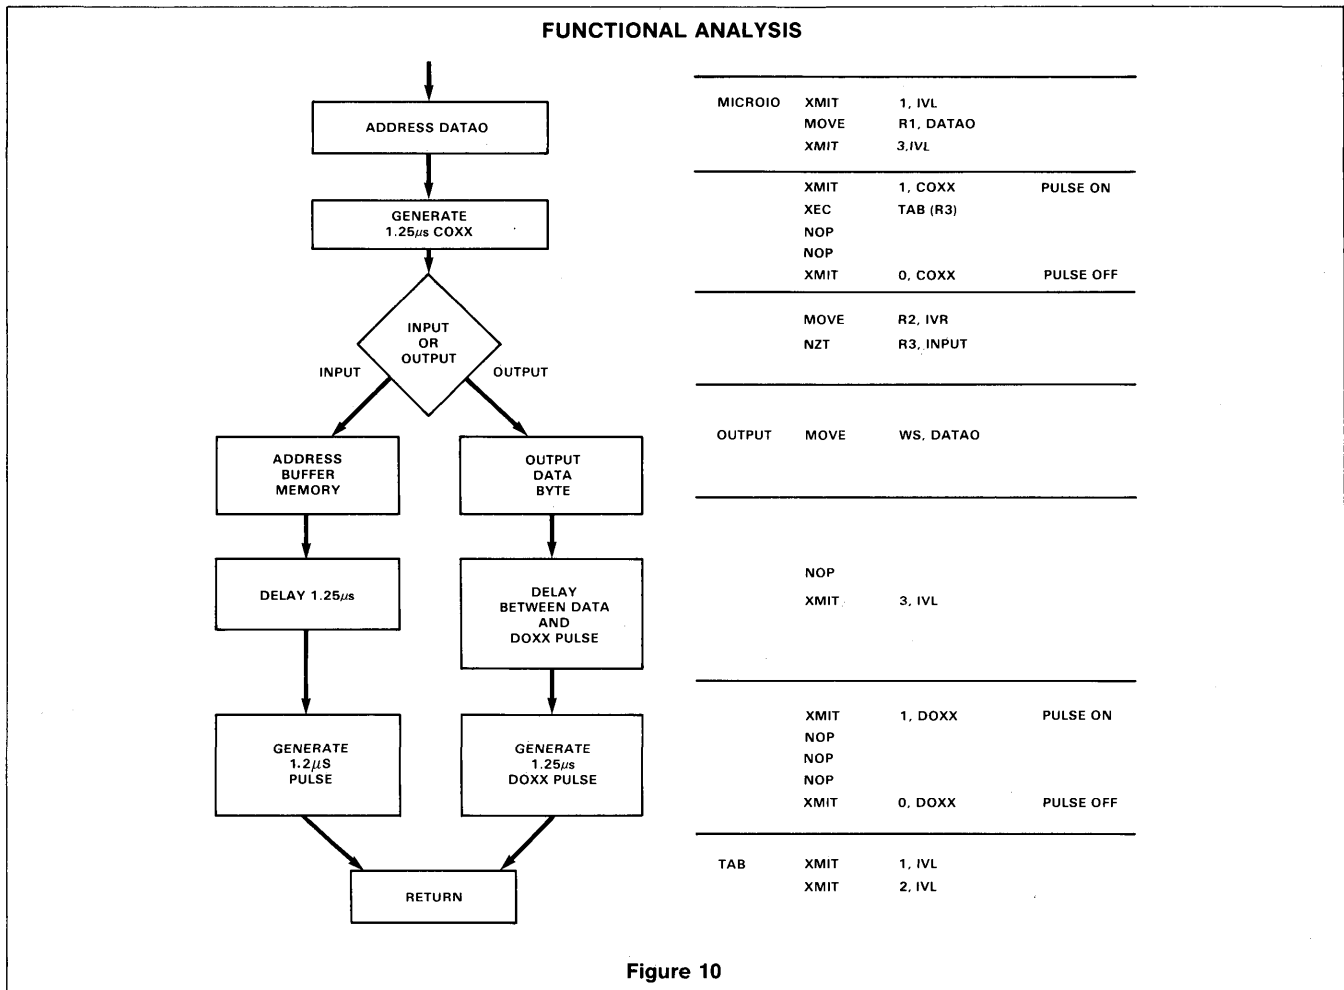 FUNCTIONAL ANALYSIS
ADDRESS DATAO
GENERATE
1.25μs COXX
INPUT
OR
OUTPUT
INPUT
OUTPUT
ADDRESS
BUFFER
MEMORY
OUTPUT
DATA
BYTE
DELAY 1.25μs
DELAY
BETWEEN DATA
AND
DOXX PULSE
GENERATE
1.2μS
PULSE
GENERATE
1.25μs
DOXX PULSE
RETURN
MICROIO XMIT 1, IVL
MOVE R1, DATAO
XMIT 3,IVL
XMIT 1, COXX PULSE ON
XEC TAB (R3)
NOP
NOP
XMIT 0, COXX PULSE OFF
MOVE R2, IVR
NZT R3, INPUT
OUTPUT MOVE WS, DATAO
NOP
XMIT 3, IVL
XMIT 1, DOXX PULSE ON
NOP
NOP
NOP
XMIT 0, DOXX PULSE OFF
TAB XMIT 1, IVL
XMIT 2, IVL
Figure 10